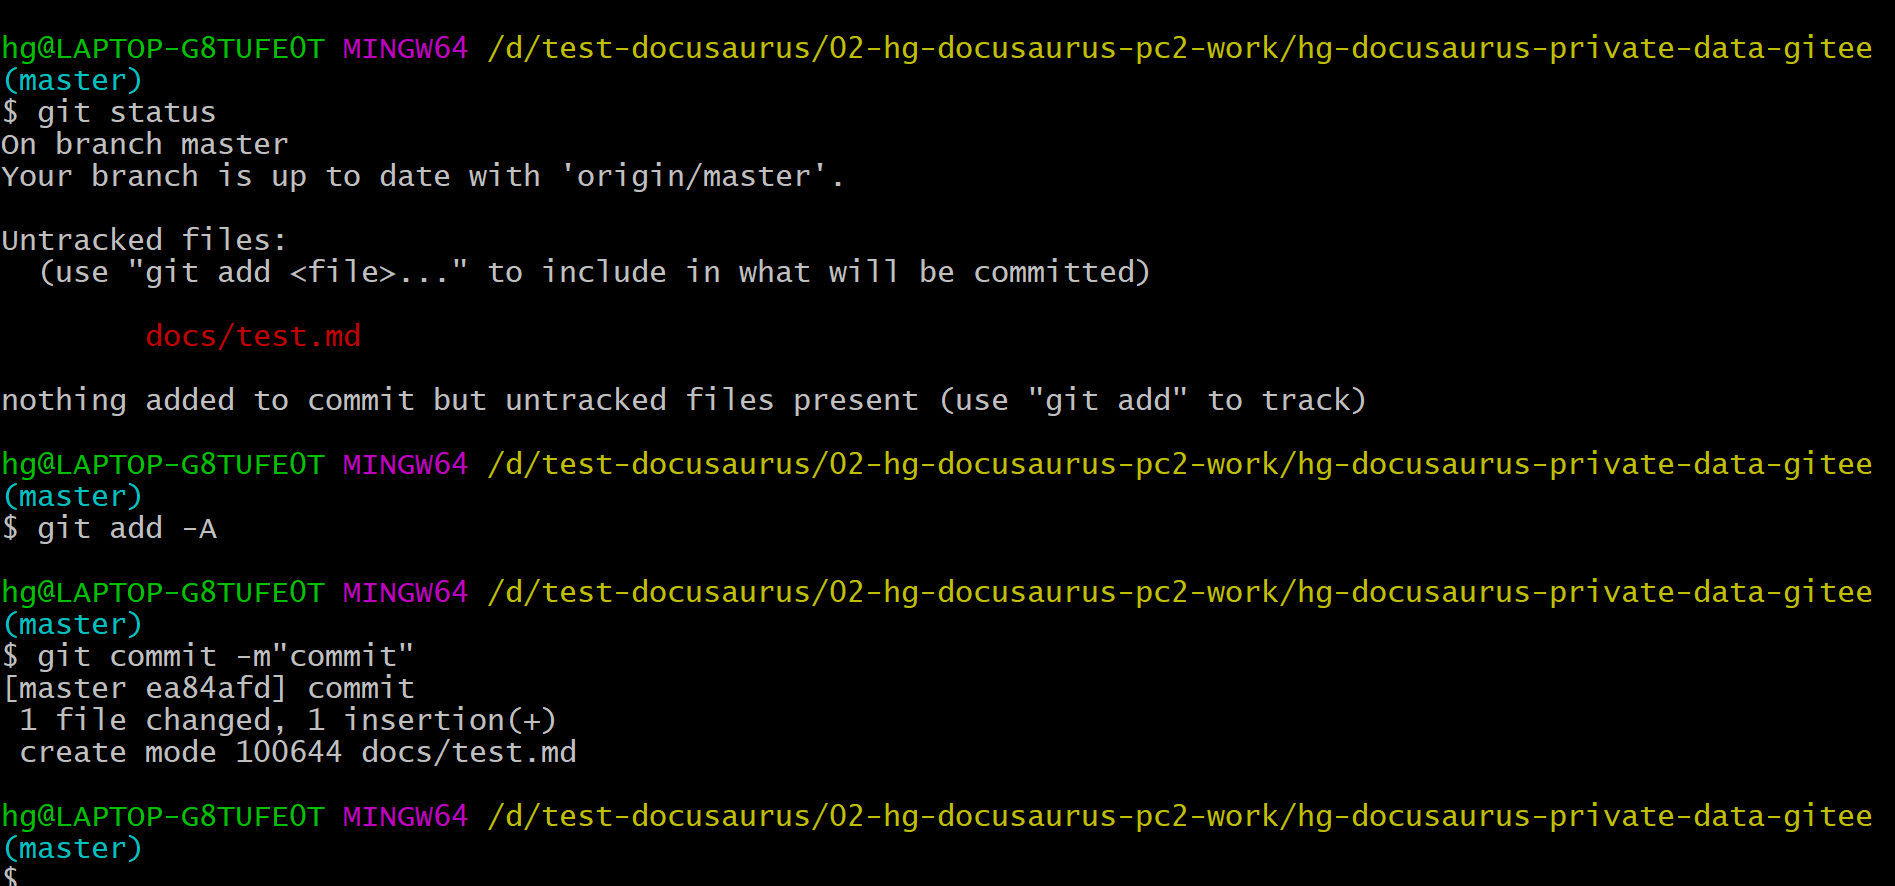 hg@LAPTOP-G8TUFE0T MINGW64 /d/test-docusaurus/02-hg-docusaurus-pc2-work/hg-docusaurus-private-data-gitee
(master)
$ git status
On branch master
Your branch is up to date with 'origin/master'.
Untracked files:
  (use "git add <file>..." to include in what will be committed)
        docs/test.md
nothing added to commit but untracked files present (use "git add" to track)
hg@LAPTOP-G8TUFE0T MINGW64 /d/test-docusaurus/02-hg-docusaurus-pc2-work/hg-docusaurus-private-data-gitee
(master)
$ git add -A
hg@LAPTOP-G8TUFE0T MINGW64 /d/test-docusaurus/02-hg-docusaurus-pc2-work/hg-docusaurus-private-data-gitee
(master)
$ git commit -m"commit"
[master ea84afd] commit
 1 file changed, 1 insertion(+)
 create mode 100644 docs/test.md
hg@LAPTOP-G8TUFE0T MINGW64 /d/test-docusaurus/02-hg-docusaurus-pc2-work/hg-docusaurus-private-data-gitee
(master)
$